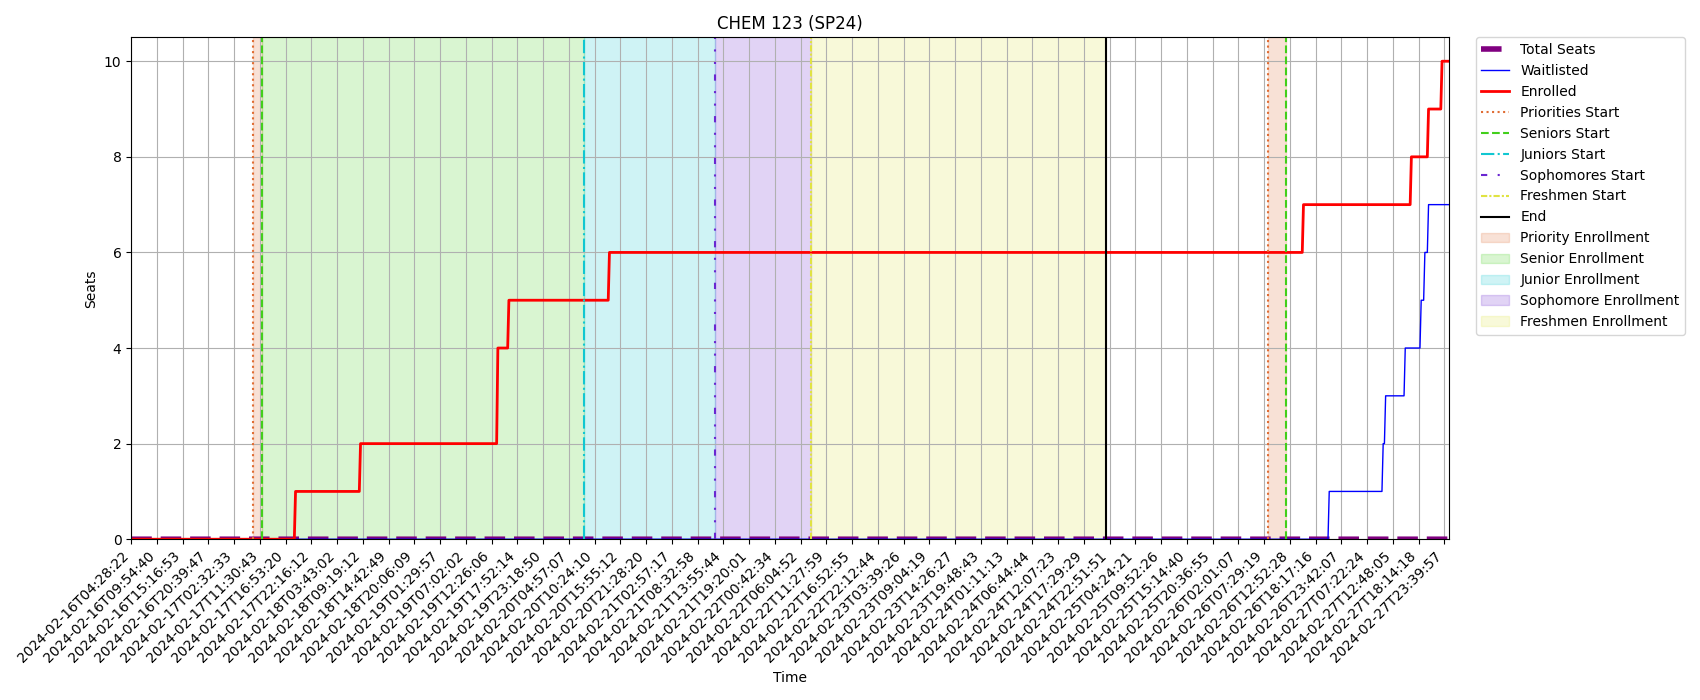 CHEM 123 (SP24)
Total Seats
Waitlisted
Enrolled
Priorities Start
Seniors Start
Juniors Start
Sophomores Start
Freshmen Start
End
Priority Enrollment
Senior Enrollment
Junior Enrollment
Sophomore Enrollment
Freshmen Enrollment
Seats
10
8
6
4
2
0
2024-02-16T04:28:22
2024-02-16T09:54:40
2024-02-16T15:16:53
2024-02-16T20:39:47
2024-02-17T02:32:33
2024-02-17T11:30:43
2024-02-17T16:53:20
2024-02-17T22:16:12
2024-02-18T03:43:02
2024-02-18T09:19:12
2024-02-18T14:42:49
2024-02-18T20:06:09
2024-02-19T01:29:57
2024-02-19T07:02:02
2024-02-19T12:26:06
2024-02-19T17:52:14
2024-02-19T23:18:50
2024-02-20T04:57:07
2024-02-20T10:24:10
2024-02-20T15:55:12
2024-02-20T21:28:20
2024-02-21T02:57:17
2024-02-21T08:32:58
2024-02-21T13:55:44
2024-02-21T19:20:01
2024-02-22T00:42:34
2024-02-22T06:04:52
2024-02-22T11:27:59
2024-02-22T16:52:55
2024-02-22T22:12:44
2024-02-23T03:39:26
2024-02-23T09:04:19
2024-02-23T14:26:27
2024-02-23T19:48:43
2024-02-24T01:11:13
2024-02-24T06:44:44
2024-02-24T12:07:23
2024-02-24T17:29:29
2024-02-24T22:51:51
2024-02-25T04:24:21
2024-02-25T09:52:26
2024-02-25T15:14:40
2024-02-25T20:36:55
2024-02-26T02:01:07
2024-02-26T07:29:19
2024-02-26T12:52:28
2024-02-26T18:17:16
2024-02-26T23:42:07
2024-02-27T07:22:24
2024-02-27T12:48:05
2024-02-27T18:14:18
2024-02-27T23:39:57
Time